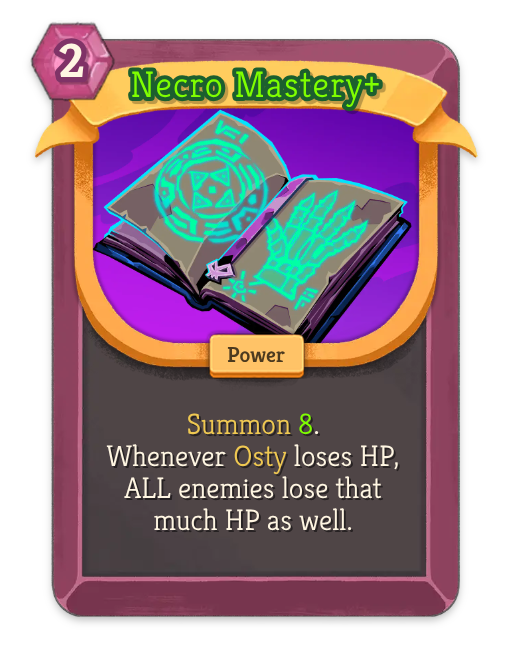 2
Necro Mastery+
Power
Summon 8.
Whenever Osty loses HP,
ALL enemies lose that
much HP as well.